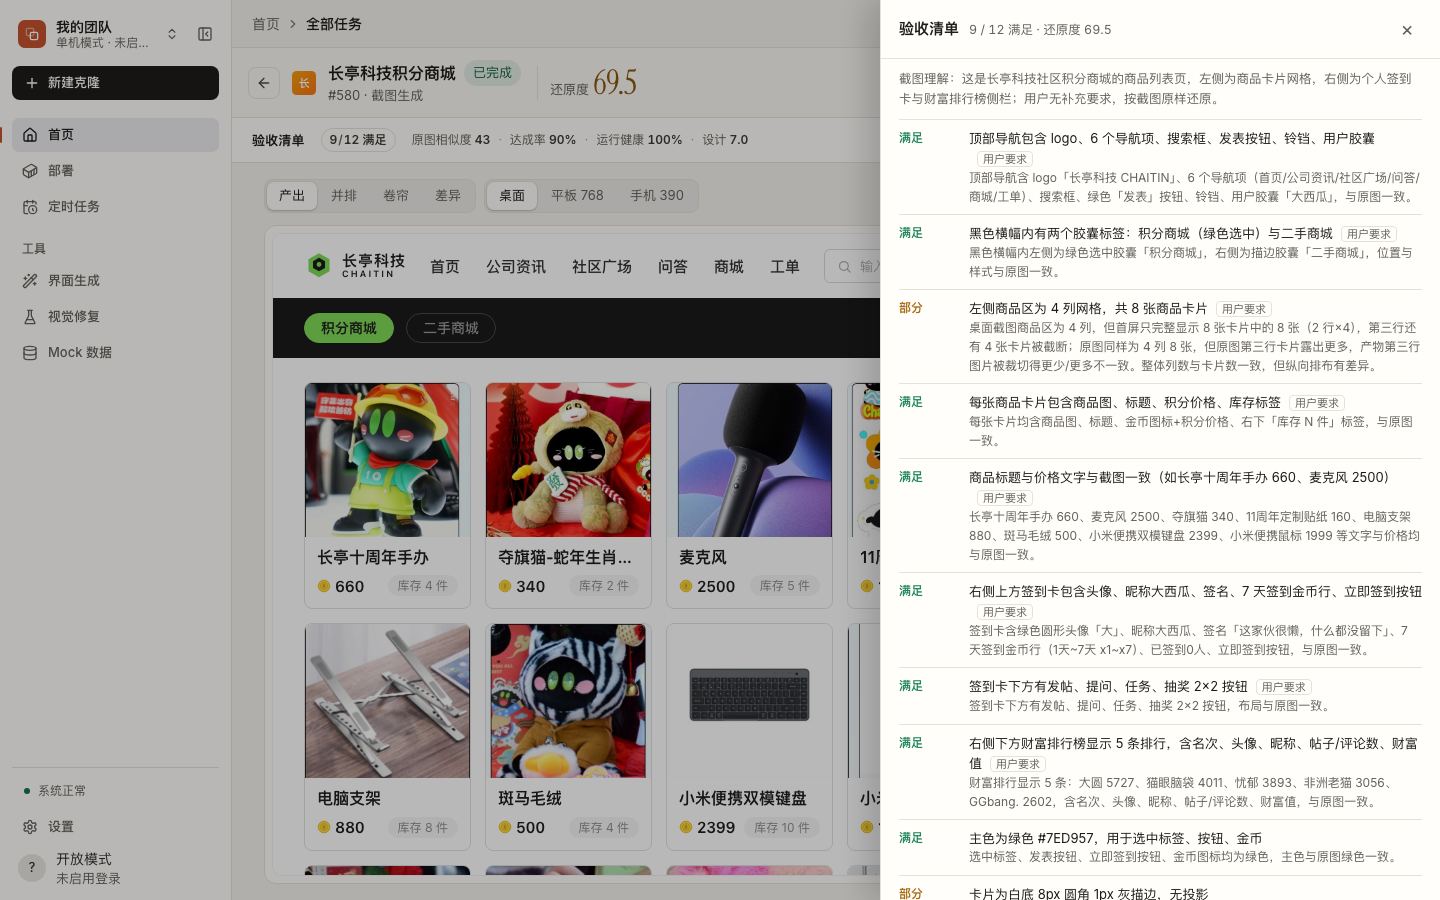 我的团队
单机模式 · 未启...
新建克隆
首页
部署
定时任务
工具
界面生成
视觉修复
Mock 数据
系统正常
设置
?
开放模式
未启用登录
首页 > 全部任务
长
长亭科技积分商城 已完成
#580 · 截图生成
还原度 69.5
验收清单 9/12 满足 原图相似度 43 · 达成率 90% · 运行健康 100% · 设计 7.0
产出 并排 卷帘 差异 桌面 平板 768 手机 390
长亭科技
CHAITIN
首页 公司资讯 社区广场 问答 商城 工单
积分商城 二手商城
长亭十周年手办
660 库存 4 件
夺旗猫-蛇年生肖...
340 库存 2 件
麦克风
2500 库存 5 件
电脑支架
880 库存 8 件
斑马毛绒
500 库存 4 件
小米便携双模键盘
2399 库存 10 件
验收清单 9 / 12 满足 · 还原度 69.5
截图理解：这是长亭科技社区积分商城的商品列表页，左侧为商品卡片网格，右侧为个人签到
卡与财富排行榜侧栏；用户无补充要求，按截图原样还原。
满足 顶部导航包含 logo、6 个导航项、搜索框、发表按钮、铃铛、用户胶囊
用户要求
顶部导航含 logo「长亭科技 CHAITIN」、6 个导航项（首页/公司资讯/社区广场/问答/
商城/工单）、搜索框、绿色「发表」按钮、铃铛、用户胶囊「大西瓜」，与原图一致。
满足 黑色横幅内有两个胶囊标签：积分商城（绿色选中）与二手商城 用户要求
黑色横幅内左侧为绿色选中胶囊「积分商城」，右侧为描边胶囊「二手商城」，位置与
样式与原图一致。
部分 左侧商品区为 4 列网格，共 8 张商品卡片 用户要求
桌面截图商品区为 4 列，但首屏只完整显示 8 张卡片中的 8 张（2 行×4），第三行还
有 4 张卡片被截断；原图同样为 4 列 8 张，但原图第三行卡片露出更多，产物第三行
图片被裁切得更少/更多不一致。整体列数与卡片数一致，但纵向排布有差异。
满足 每张商品卡片包含商品图、标题、积分价格、库存标签 用户要求
每张卡片均含商品图、标题、金币图标+积分价格、右下「库存 N 件」标签，与原图
一致。
满足 商品标题与价格文字与截图一致（如长亭十周年手办 660、麦克风 2500）
用户要求
长亭十周年手办 660、麦克风 2500、夺旗猫 340、11周年定制贴纸 160、电脑支架
880、斑马毛绒 500、小米便携双模键盘 2399、小米便携鼠标 1999 等文字与价格均
与原图一致。
满足 右侧上方签到卡包含头像、昵称大西瓜、签名、7 天签到金币行、立即签到按钮
用户要求
签到卡含绿色圆形头像「大」、昵称大西瓜、签名「这家伙很懒，什么都没留下」、7
天签到金币行（1天~7天 x1~x7）、已签到0人、立即签到按钮，与原图一致。
满足 签到卡下方有发帖、提问、任务、抽奖 2×2 按钮 用户要求
签到卡下方有发帖、提问、任务、抽奖 2×2 按钮，布局与原图一致。
满足 右侧下方财富排行榜显示 5 条排行，含名次、头像、昵称、帖子/评论数、财富
值 用户要求
财富排行显示 5 条：大圆 5727、猫眼脑袋 4011、忧郁 3893、非洲老猫 3056、
GGbang. 2602，含名次、头像、昵称、帖子/评论数、财富值，与原图一致。
满足 主色为绿色 #7ED957，用于选中标签、按钮、金币
选中标签、发表按钮、立即签到按钮、金币图标均为绿色，主色与原图绿色一致。
部分 卡片为白底 8px 圆角 1px 灰描边，无投影